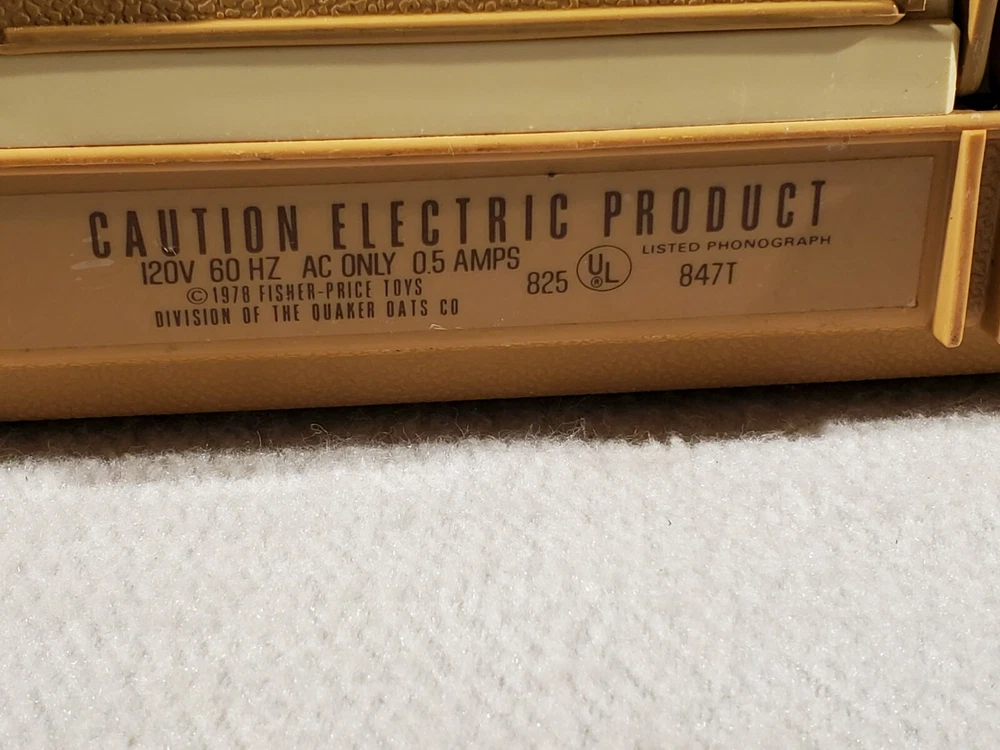 CAUTION ELECTRIC PRODUCT
120V 60 HZ AC ONLY 0.5 AMPS
©1978 FISHER-PRICE TOYS
DIVISION OF THE QUAKER OATS CO
825 UL®
LISTED PHONOGRAPH
847T